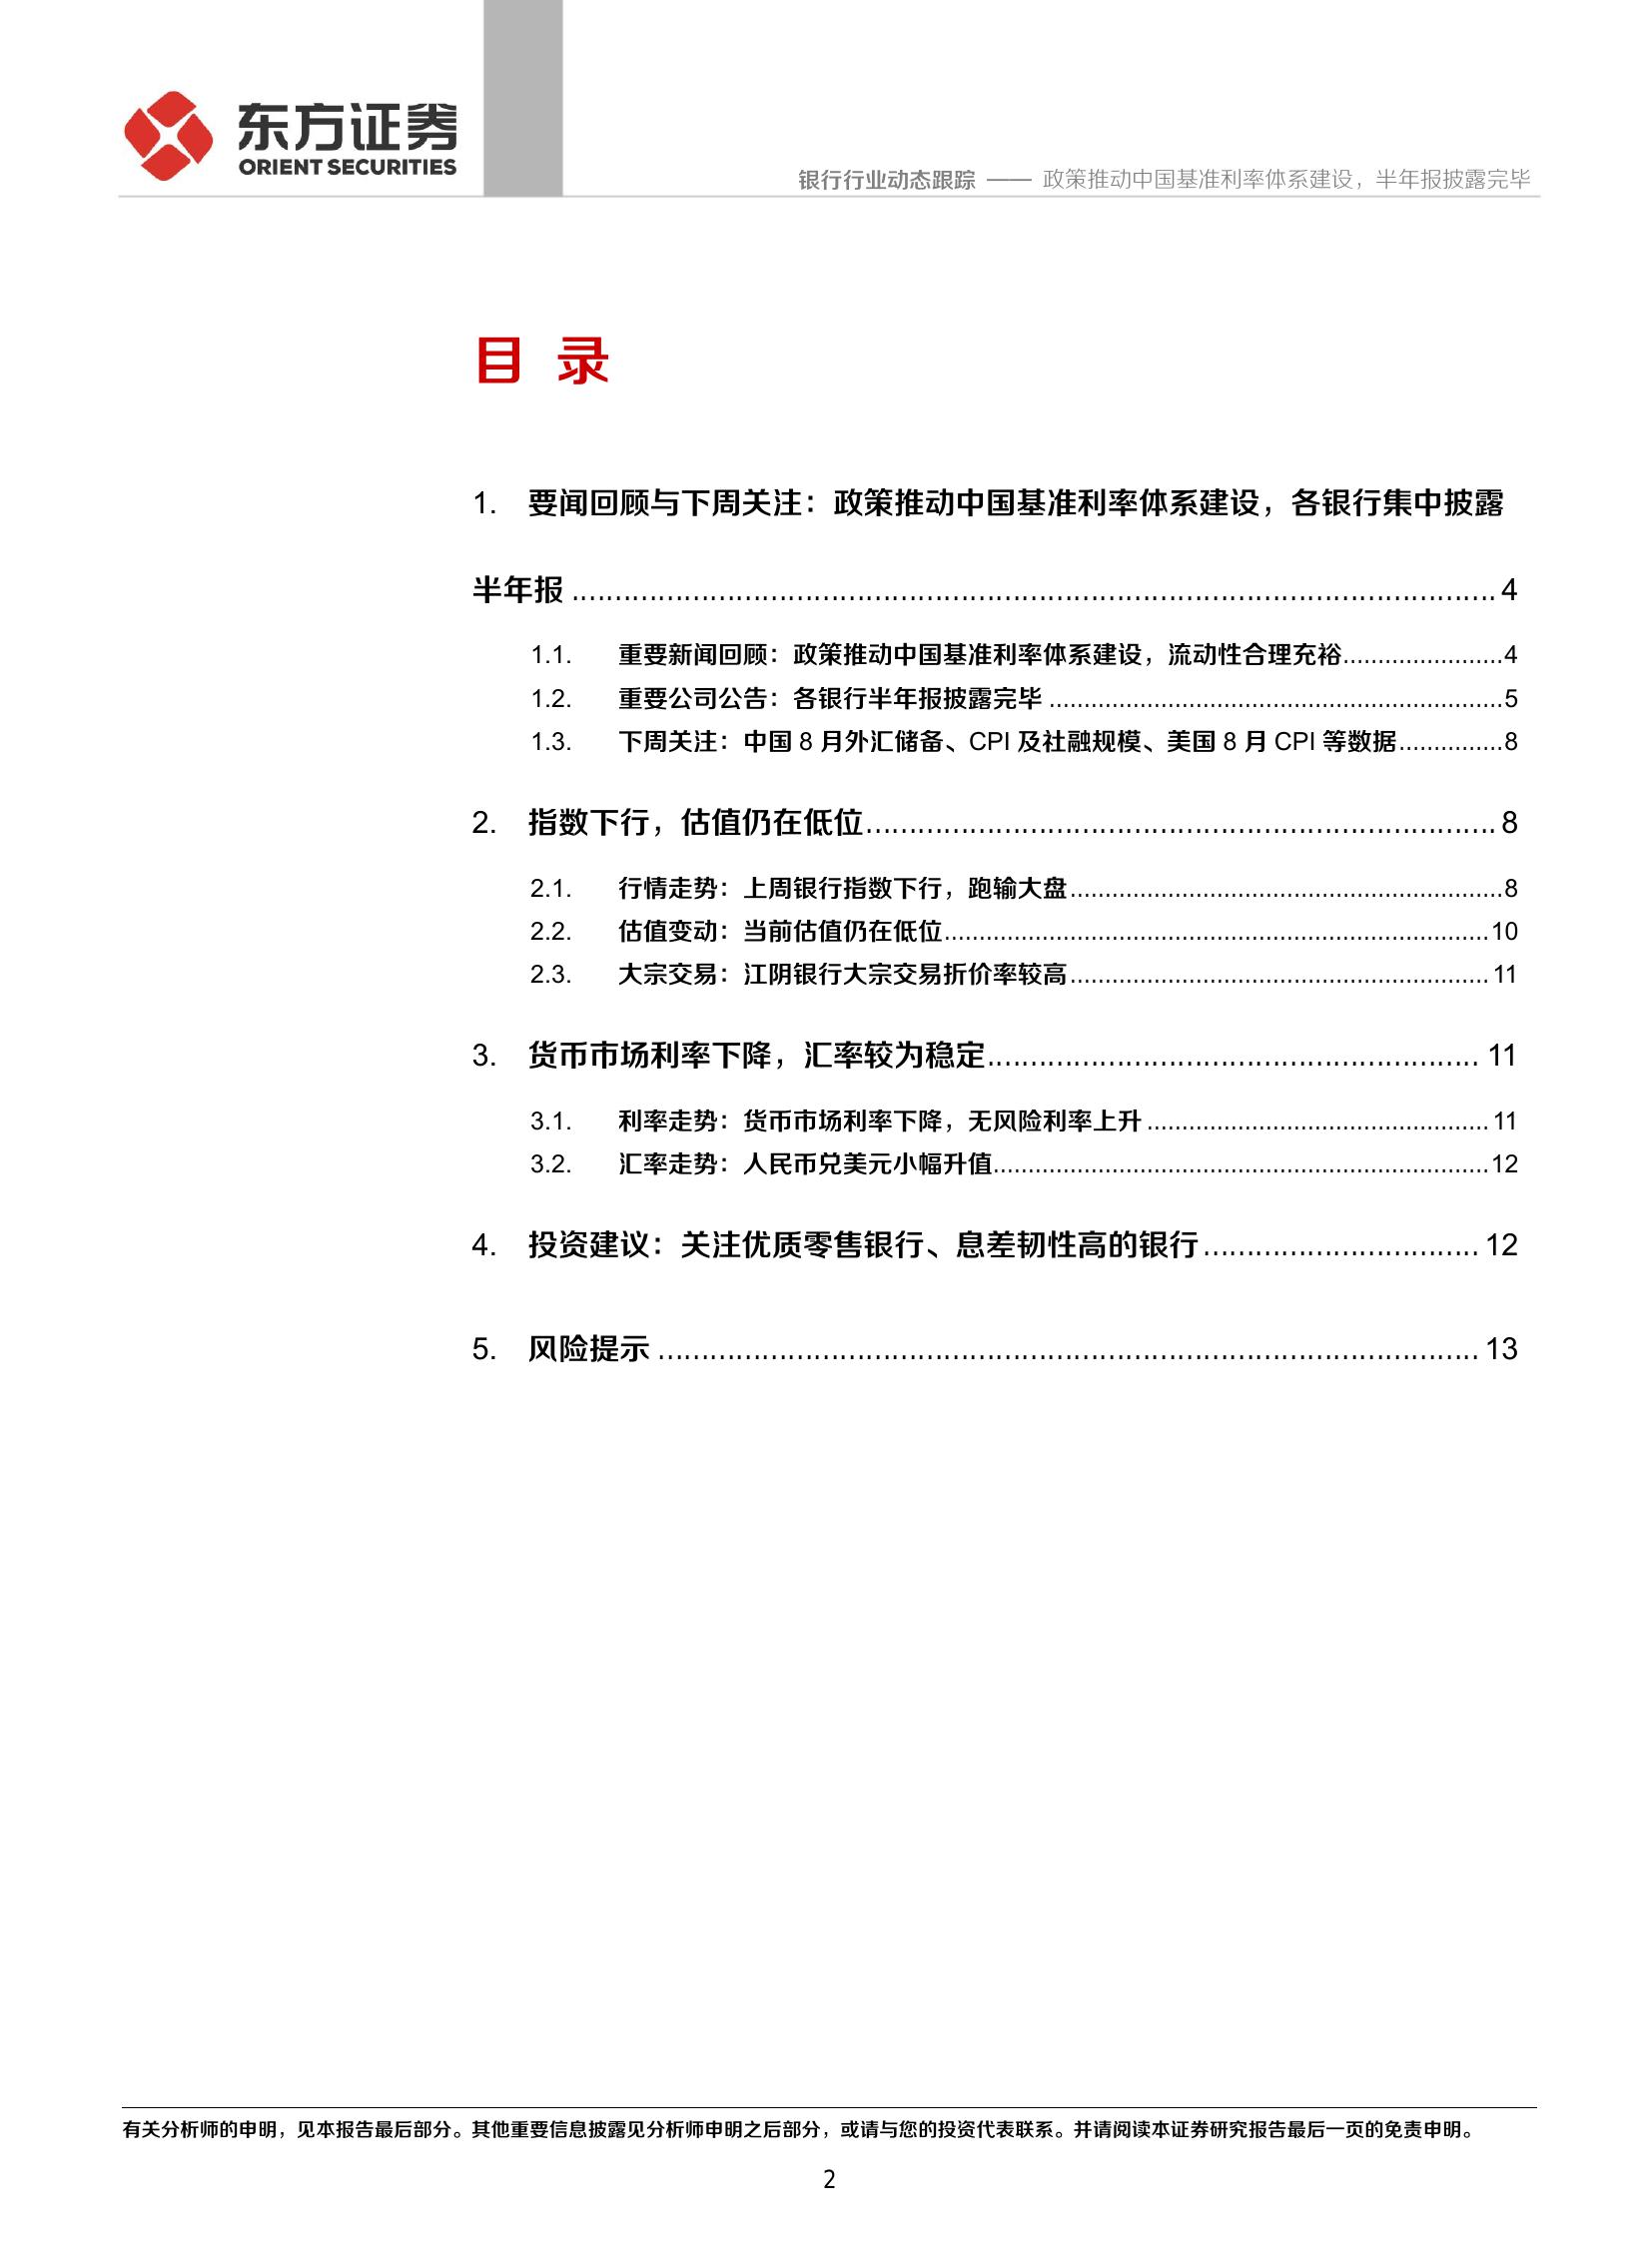 东方证券
ORIENT SECURITIES
银行行业动态跟踪 —— 政策推动中国基准利率体系建设，半年报披露完毕
目 录
1. 要闻回顾与下周关注：政策推动中国基准利率体系建设，各银行集中披露
半年报 ........................................................................................................ 4
1.1. 重要新闻回顾：政策推动中国基准利率体系建设，流动性合理充裕.......................4
1.2. 重要公司公告：各银行半年报披露完毕 .................................................................5
1.3. 下周关注：中国 8 月外汇储备、CPI 及社融规模、美国 8 月 CPI 等数据...............8
2. 指数下行，估值仍在低位......................................................................... 8
2.1. 行情走势：上周银行指数下行，跑输大盘..............................................................8
2.2. 估值变动：当前估值仍在低位..............................................................................10
2.3. 大宗交易：江阴银行大宗交易折价率较高............................................................ 11
3. 货币市场利率下降，汇率较为稳定......................................................... 11
3.1. 利率走势：货币市场利率下降，无风险利率上升 ................................................. 11
3.2. 汇率走势：人民币兑美元小幅升值.......................................................................12
4. 投资建议：关注优质零售银行、息差韧性高的银行................................ 12
5. 风险提示 ............................................................................................... 13
有关分析师的申明，见本报告最后部分。其他重要信息披露见分析师申明之后部分，或请与您的投资代表联系。并请阅读本证券研究报告最后一页的免责申明。
2